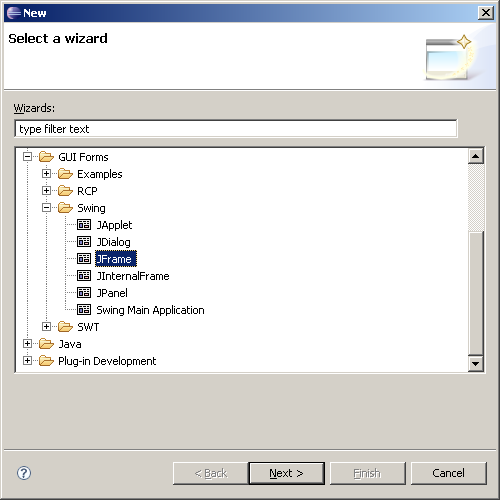 New
Select a wizard
Wizards:
type filter text
GUI Forms
Examples
RCP
Swing
JApplet
JDialog
JFrame
JInternalFrame
JPanel
Swing Main Application
SWT
Java
Plug-in Development
? < Back Next > Finish Cancel